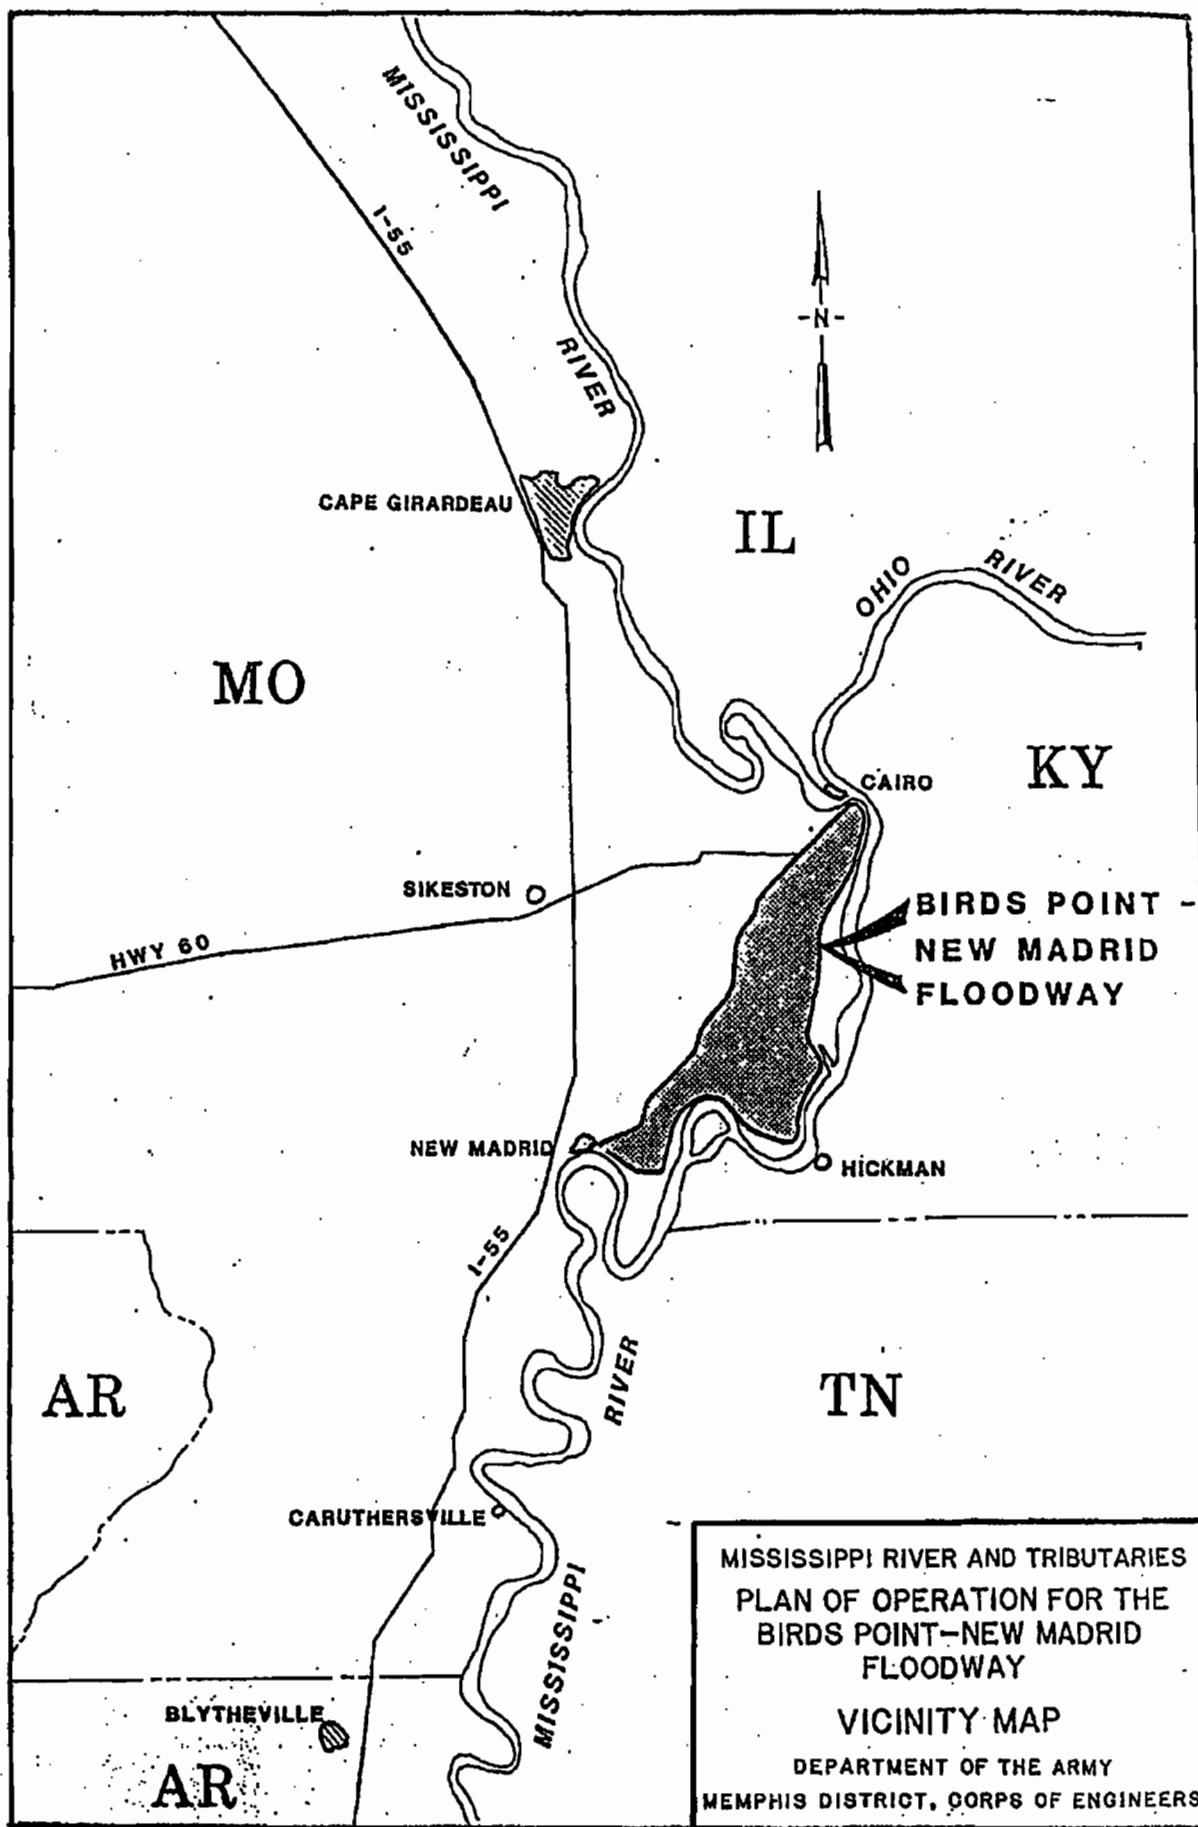 MISSISSIPPI
I-55
RIVER
-N-
CAPE GIRARDEAU
IL
OHIO RIVER
MO
CAIRO
KY
SIKESTON
BIRDS POINT -
NEW MADRID
FLOODWAY
HWY 60
NEW MADRID
HICKMAN
I-55
RIVER
AR
TN
CARUTHERSVILLE
MISSISSIPPI
BLYTHEVILLE
AR
MISSISSIPPI RIVER AND TRIBUTARIES
PLAN OF OPERATION FOR THE
BIRDS POINT-NEW MADRID
FLOODWAY
VICINITY MAP
DEPARTMENT OF THE ARMY
MEMPHIS DISTRICT, CORPS OF ENGINEERS